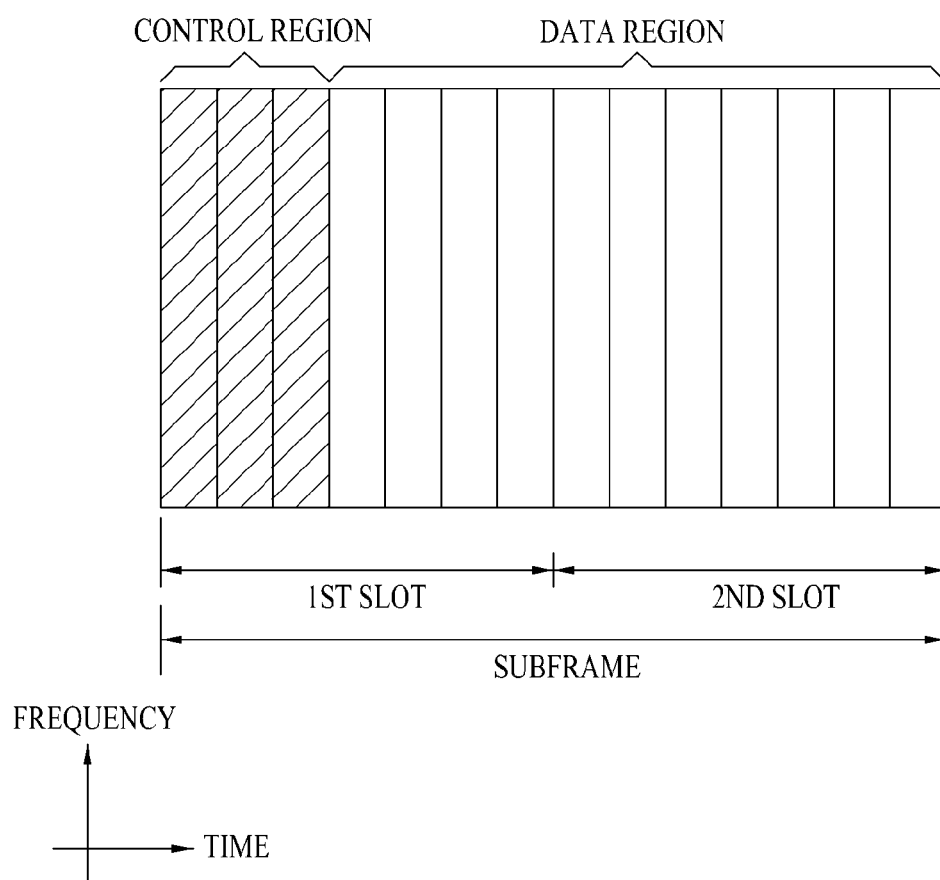 CONTROL REGION
DATA REGION
1ST SLOT
2ND SLOT
SUBFRAME
FREQUENCY
TIME